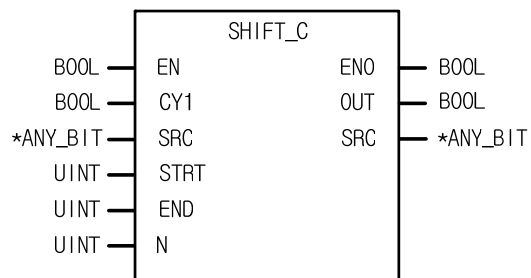 SHIFT_C
BOOL EN ENO BOOL
BOOL CY1 OUT BOOL
*ANY_BIT SRC SRC *ANY_BIT
UINT STRT
UINT END
UINT N